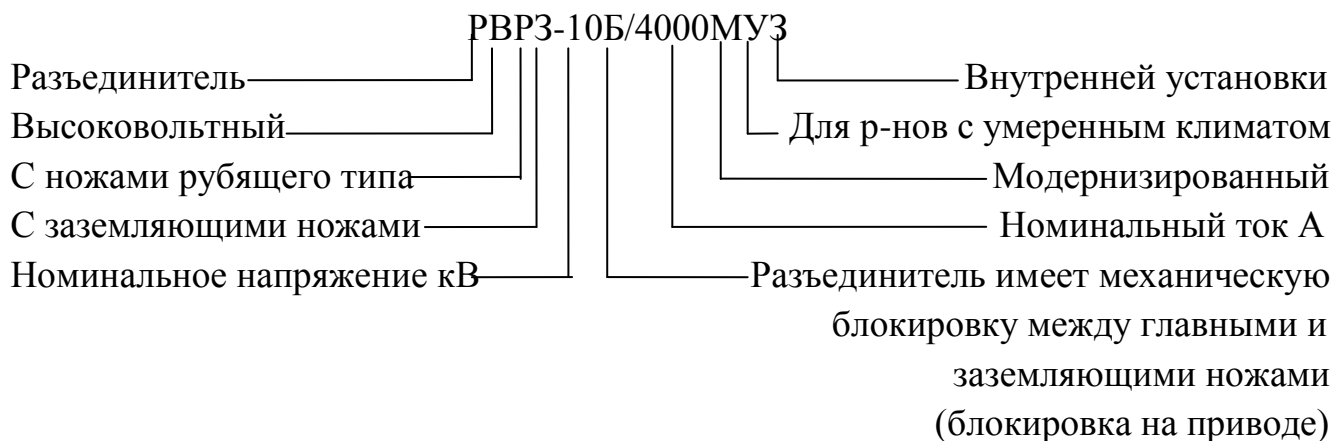 РВРЗ-10Б/4000МУЗ
Разъединитель
Высоковольтный
С ножами рубящего типа
С заземляющими ножами
Номинальное напряжение кВ
Внутренней установки
Для р-нов с умеренным климатом
Модернизированный
Номинальный ток А
Разъединитель имеет механическую
блокировку между главными и
заземляющими ножами
(блокировка на приводе)